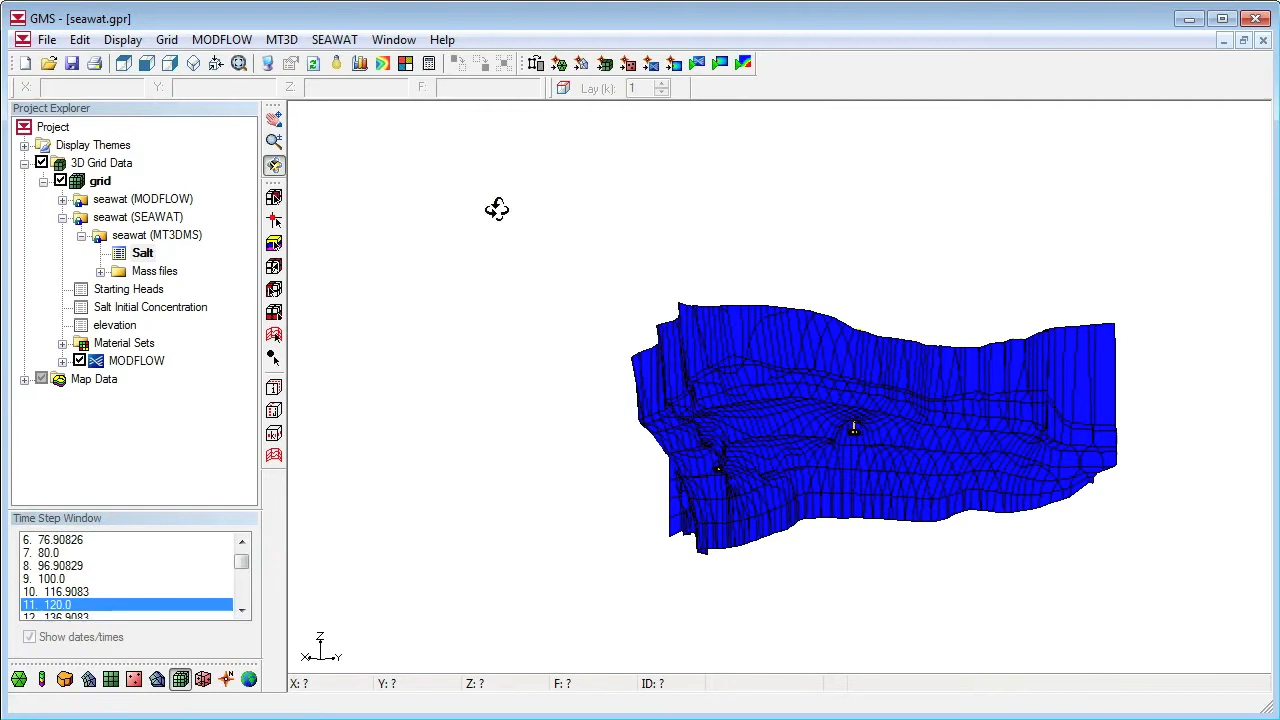 GMS - [seawat.gpr]
File Edit Display Grid MODFLOW MT3D SEAWAT Window Help
X: Y: Z: F: Lay (k): 1
Project Explorer
Project
Display Themes
3D Grid Data
grid
seawat (MODFLOW)
seawat (SEAWAT)
seawat (MT3DMS)
Salt
Mass files
Starting Heads
Salt Initial Concentration
elevation
Material Sets
MODFLOW
Map Data
Time Step Window
6. 76.90826
7. 80.0
8. 96.90829
9. 100.0
10. 116.9083
11. 120.0
12. 136.9083
Show dates/times
Z
X Y
X: ? Y: ? Z: ? F: ? ID: ?